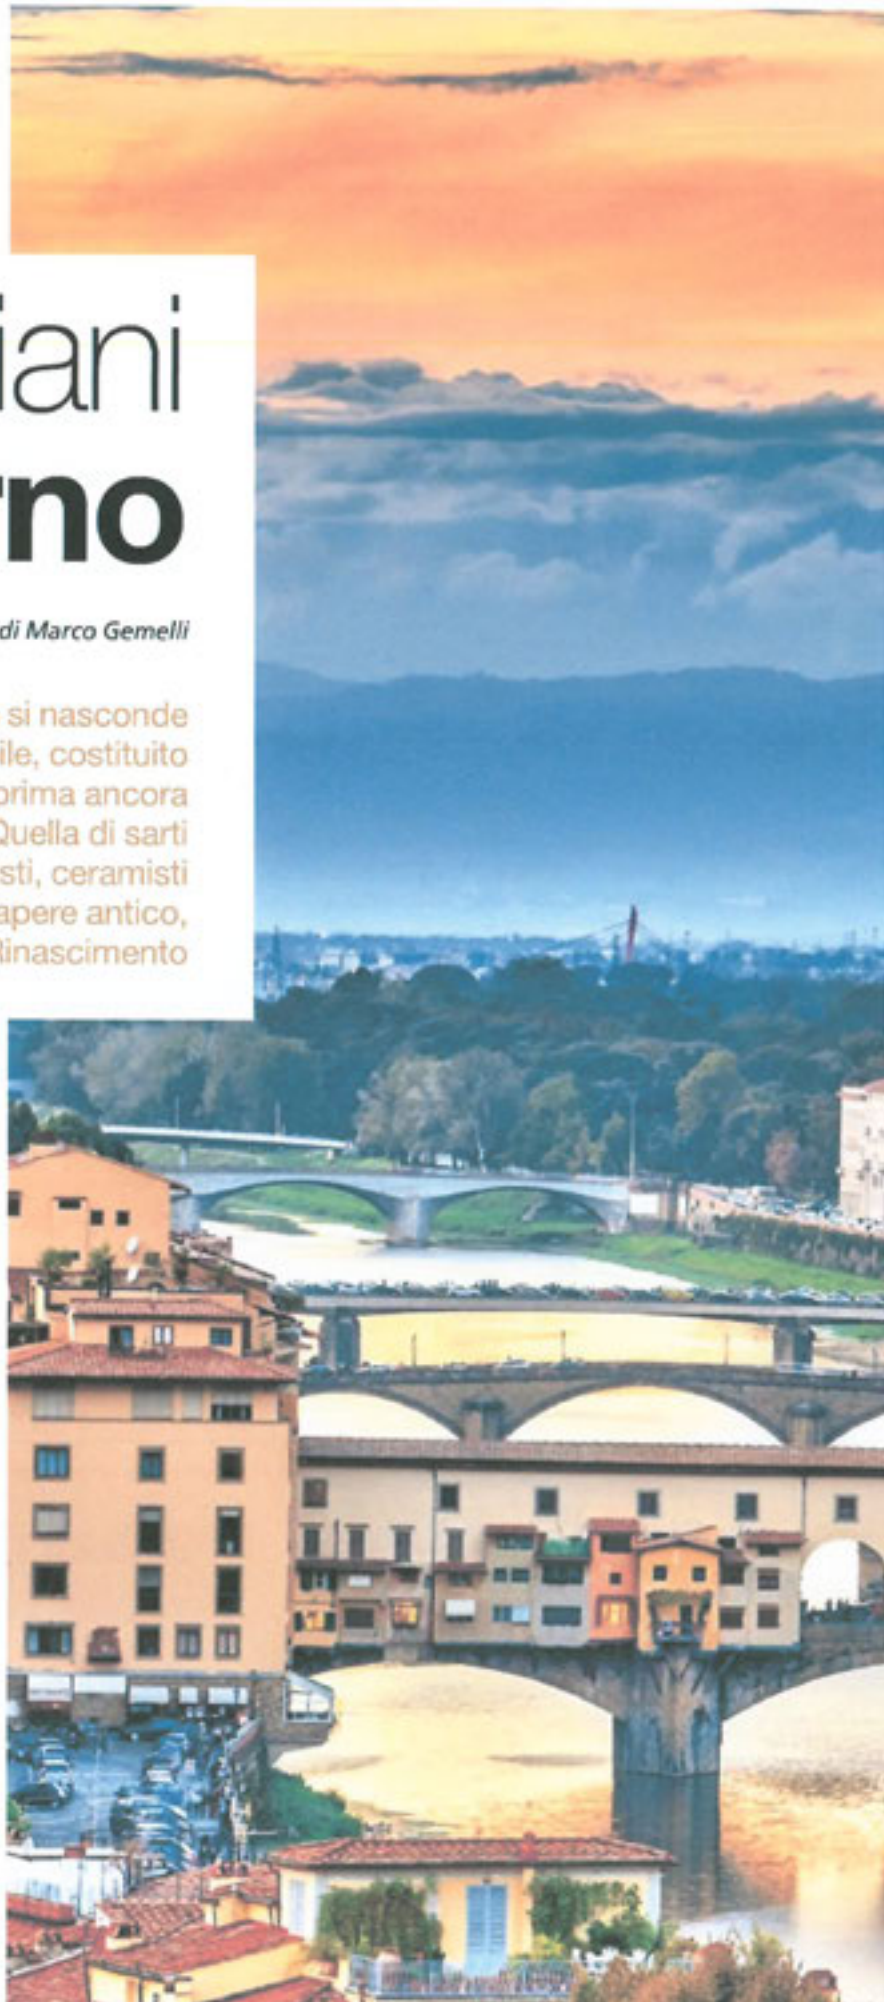 iani
rno
di Marco Gemelli
si nasconde
ile, costituito
prima ancora
Quella di sarti
sti, ceramisti
apere antico,
Rinascimento